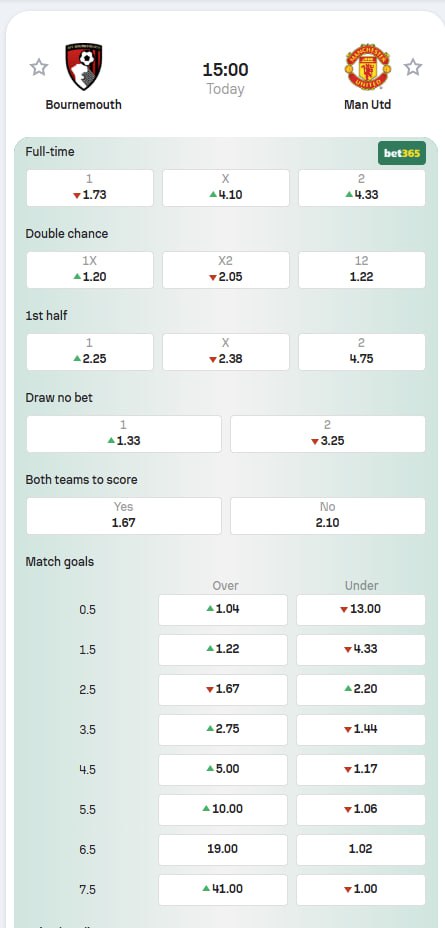 15:00
Today
Bournemouth
Man Utd
Full-time
bet365
1 X 2
1.73 4.10 4.33
Double chance
1X X2 12
1.20 2.05 1.22
1st half
1 X 2
2.25 2.38 4.75
Draw no bet
1 2
1.33 3.25
Both teams to score
Yes No
1.67 2.10
Match goals
Over Under
0.5 1.04 13.00
1.5 1.22 4.33
2.5 1.67 2.20
3.5 2.75 1.44
4.5 5.00 1.17
5.5 10.00 1.06
6.5 19.00 1.02
7.5 41.00 1.00